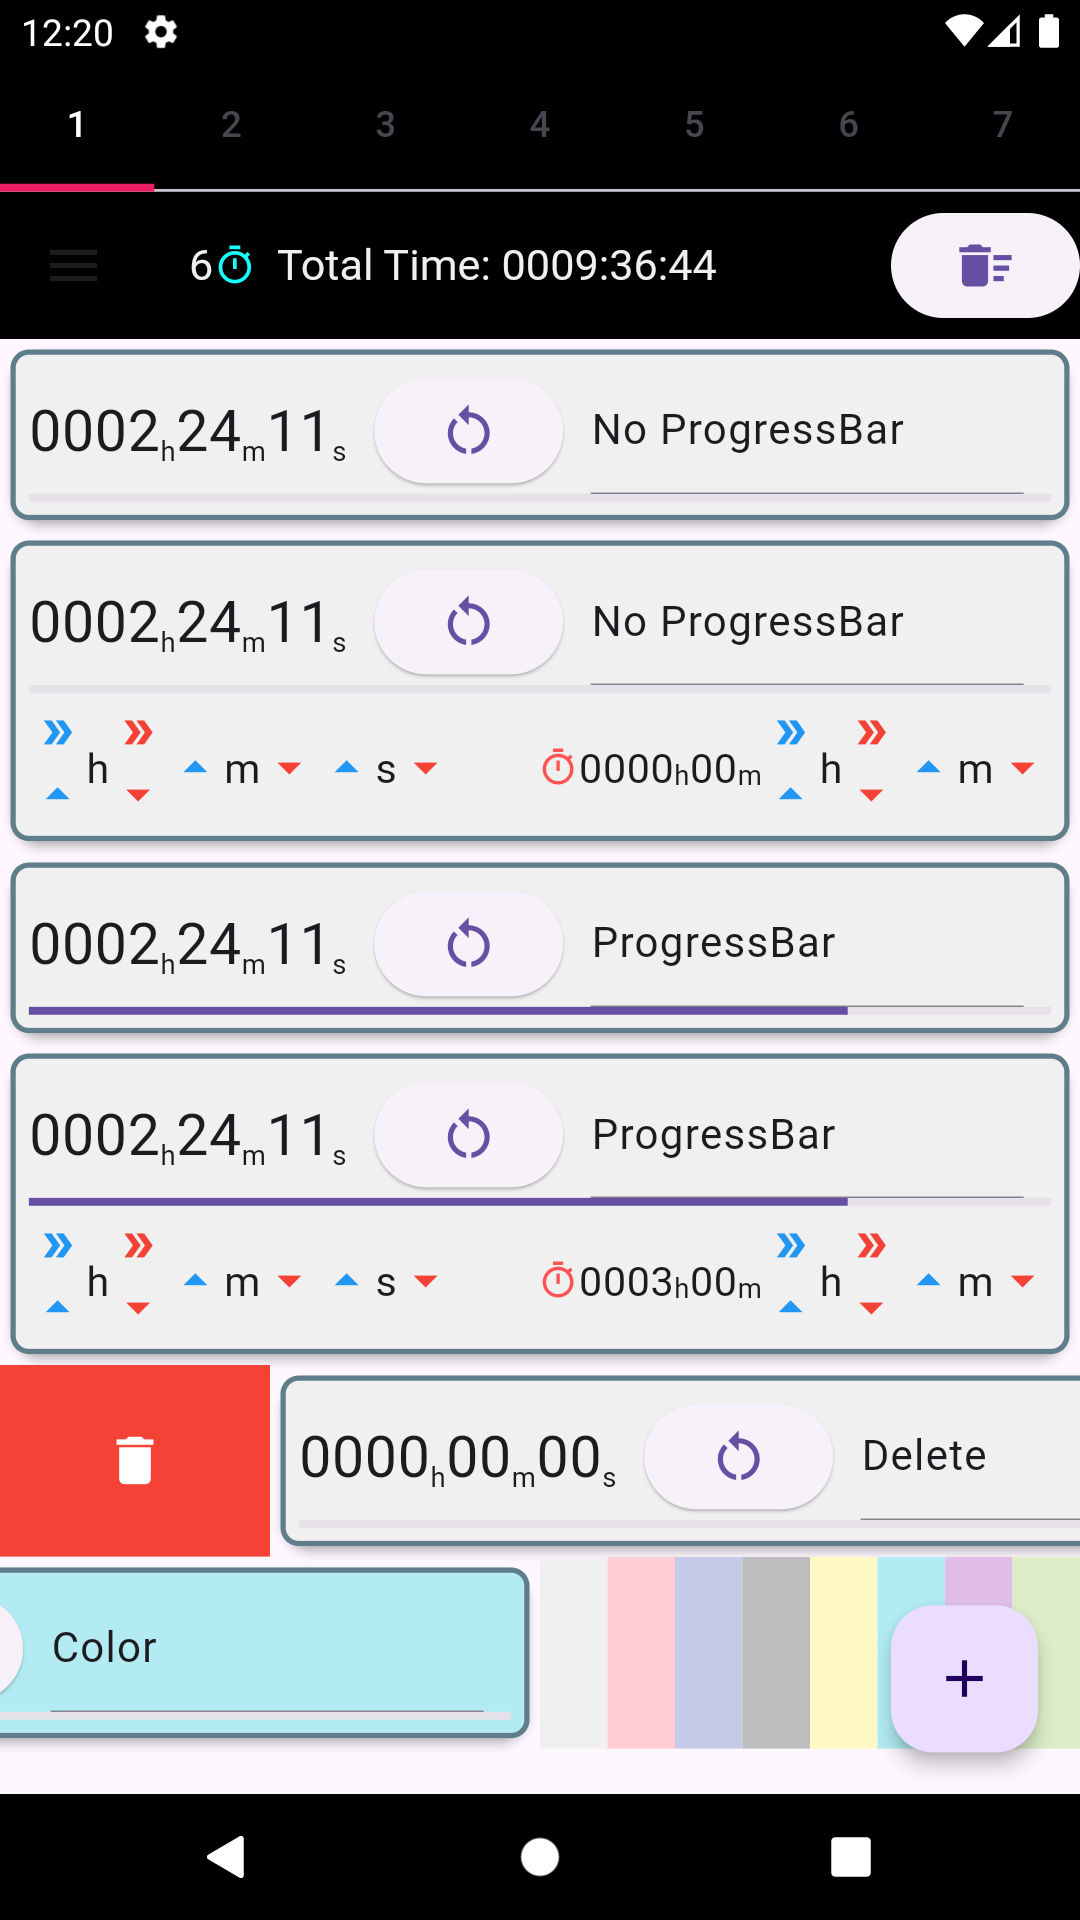 12:20
1 2 3 4 5 6 7
6 Total Time: 0009:36:44
0002h24m11s No ProgressBar
0002h24m11s No ProgressBar
h m s 0000h00m h m
0002h24m11s ProgressBar
0002h24m11s ProgressBar
h m s 0003h00m h m
0000h00m00s Delete
Color